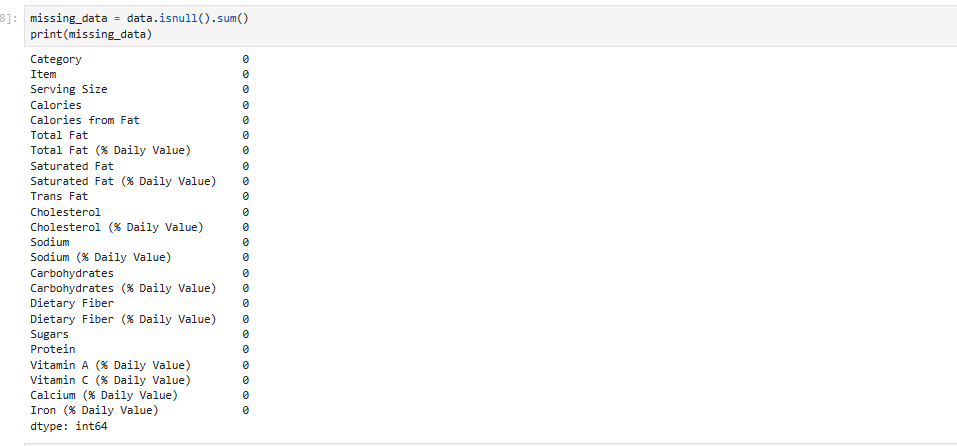 8]:
missing_data = data.isnull().sum()
print(missing_data)
Category 0
Item 0
Serving Size 0
Calories 0
Calories from Fat 0
Total Fat 0
Total Fat (% Daily Value) 0
Saturated Fat 0
Saturated Fat (% Daily Value) 0
Trans Fat 0
Cholesterol 0
Cholesterol (% Daily Value) 0
Sodium 0
Sodium (% Daily Value) 0
Carbohydrates 0
Carbohydrates (% Daily Value) 0
Dietary Fiber 0
Dietary Fiber (% Daily Value) 0
Sugars 0
Protein 0
Vitamin A (% Daily Value) 0
Vitamin C (% Daily Value) 0
Calcium (% Daily Value) 0
Iron (% Daily Value) 0
dtype: int64